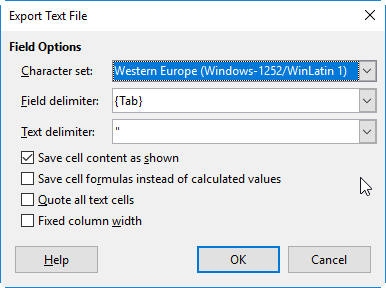 Export Text File
Field Options
Character set: Western Europe (Windows-1252/WinLatin 1)
Field delimiter: {Tab}
Text delimiter: "
Save cell content as shown
Save cell formulas instead of calculated values
Quote all text cells
Fixed column width
Help OK Cancel